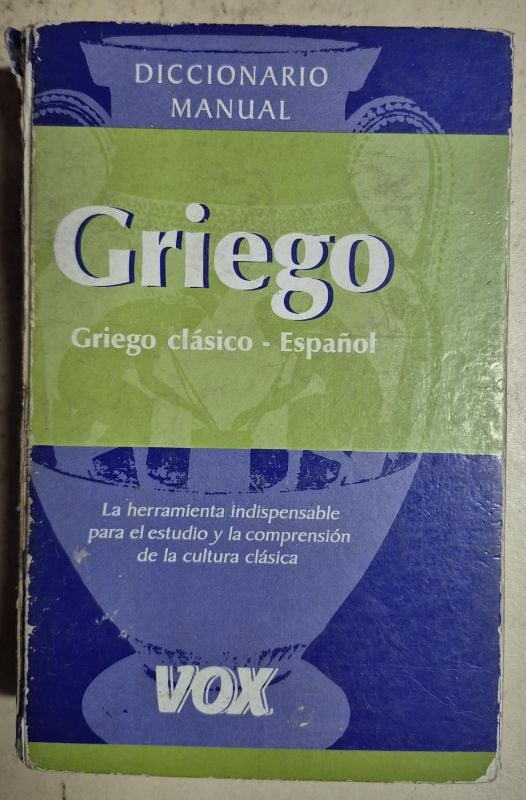 DICCIONARIO
MANUAL
Griego
Griego clásico - Español
La herramienta indispensable
para el estudio y la comprensión
de la cultura clásica
VOX